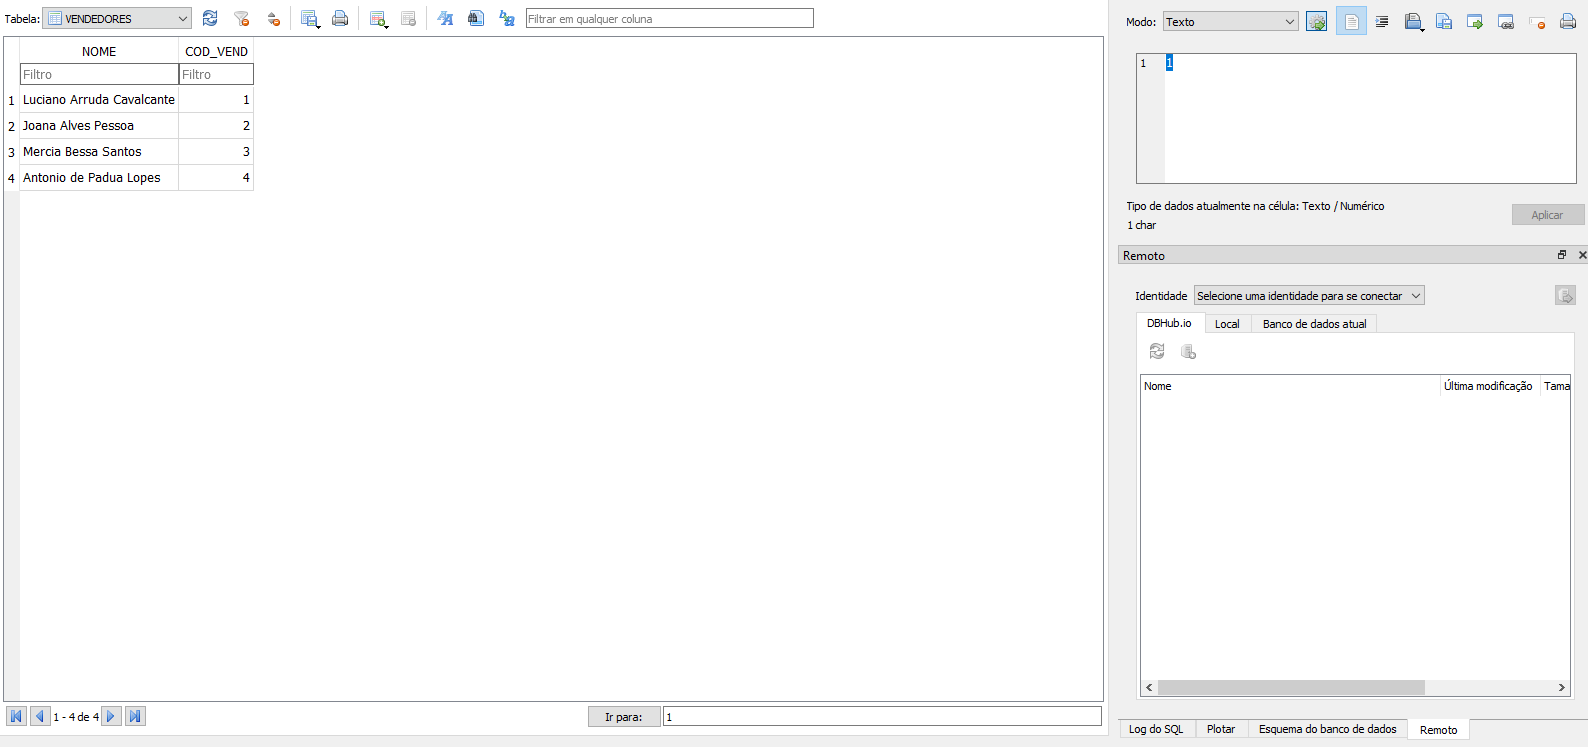 Tabela: VENDEDORES Filtrar em qualquer coluna
NOME COD_VEND
Filtro Filtro
1 Luciano Arruda Cavalcante 1
2 Joana Alves Pessoa 2
3 Mercia Bessa Santos 3
4 Antonio de Padua Lopes 4
1 - 4 de 4 Ir para: 1
Modo: Texto
1 1
Tipo de dados atualmente na célula: Texto / Numérico
1 char
Aplicar
Remoto
Identidade Selecione uma identidade para se conectar
DBHub.io Local Banco de dados atual
Nome Última modificação Tama
Log do SQL Plotar Esquema do banco de dados Remoto